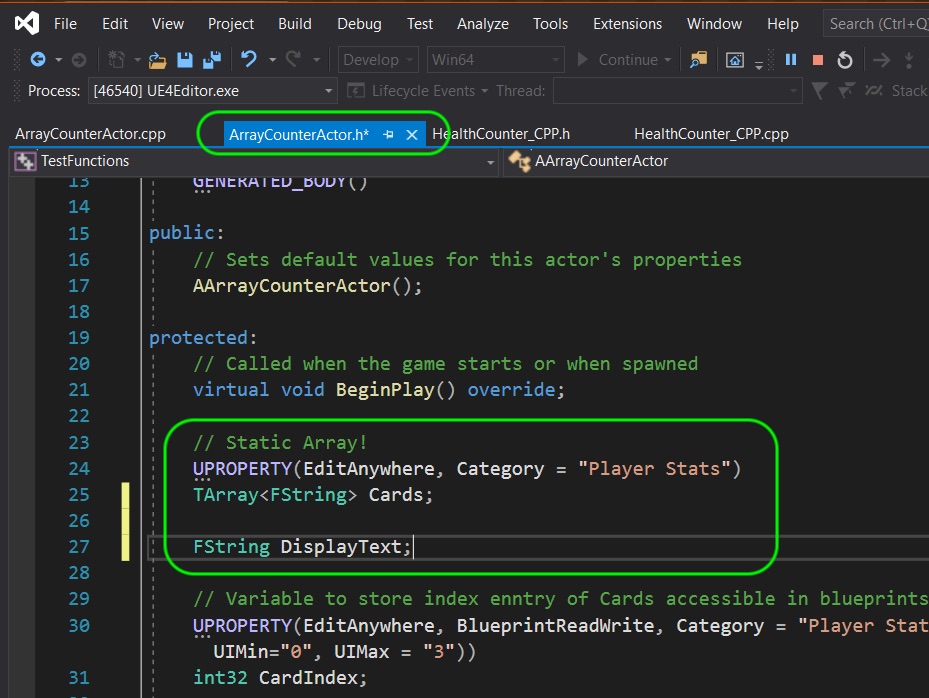 File Edit View Project Build Debug Test Analyze Tools Extensions Window Help Search (Ctrl+Q)
Develop Win64 Continue
Process: [46540] UE4Editor.exe Lifecycle Events Thread: Stack
ArrayCounterActor.cpp ArrayCounterActor.h* HealthCounter_CPP.h HealthCounter_CPP.cpp
TestFunctions AArrayCounterActor
13 GENERATED_BODY()
14
15 public:
16 // Sets default values for this actor's properties
17 AArrayCounterActor();
18
19 protected:
20 // Called when the game starts or when spawned
21 virtual void BeginPlay() override;
22
23 // Static Array!
24 UPROPERTY(EditAnywhere, Category = "Player Stats")
25 TArray<FString> Cards;
26
27 FString DisplayText;
28
29 // Variable to store index enntry of Cards accessible in blueprints
30 UPROPERTY(EditAnywhere, BlueprintReadWrite, Category = "Player Stat
UIMin="0", UIMax = "3"))
31 int32 CardIndex;